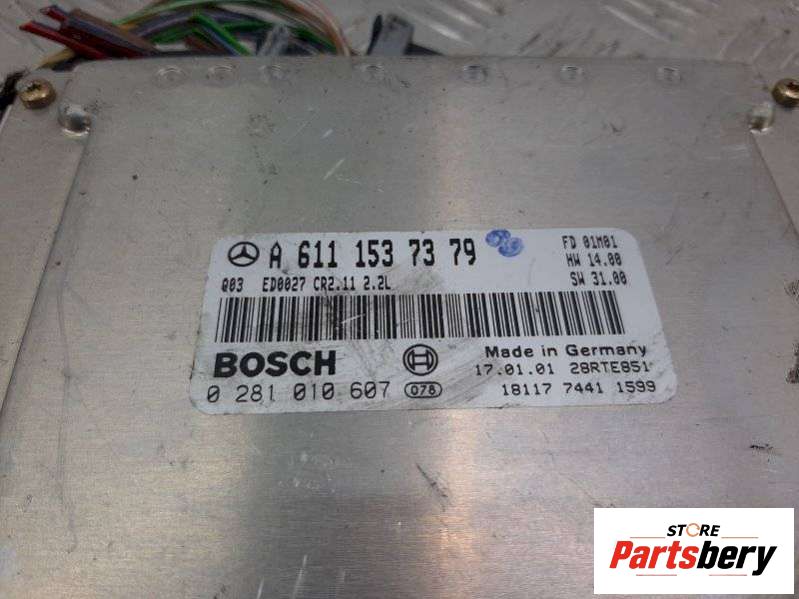 A 611 153 73 79
FD 01M01
HW 14.00
SW 31.00
Q03 ED0027 CR2.11 2.2L
BOSCH
Made in Germany
17.01.01 28RTE851
0 281 010 607 078
18117 7441 1599
STORE
Partsbery